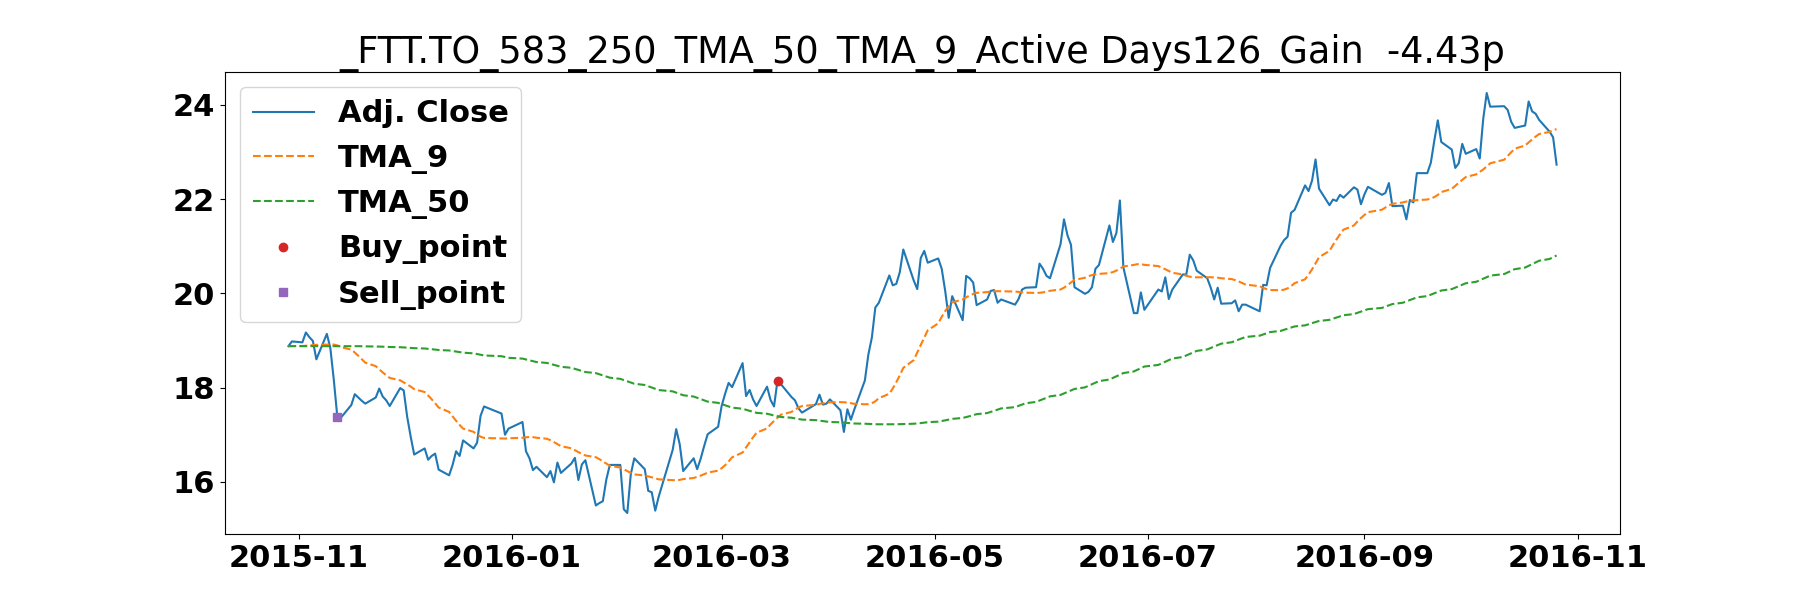 _FTT.TO_583_250_TMA_50_TMA_9_Active Days126_Gain  -4.43p
Adj. Close
TMA_9
TMA_50
Buy_point
Sell_point
24
22
20
18
16
2015-11 2016-01 2016-03 2016-05 2016-07 2016-09 2016-11